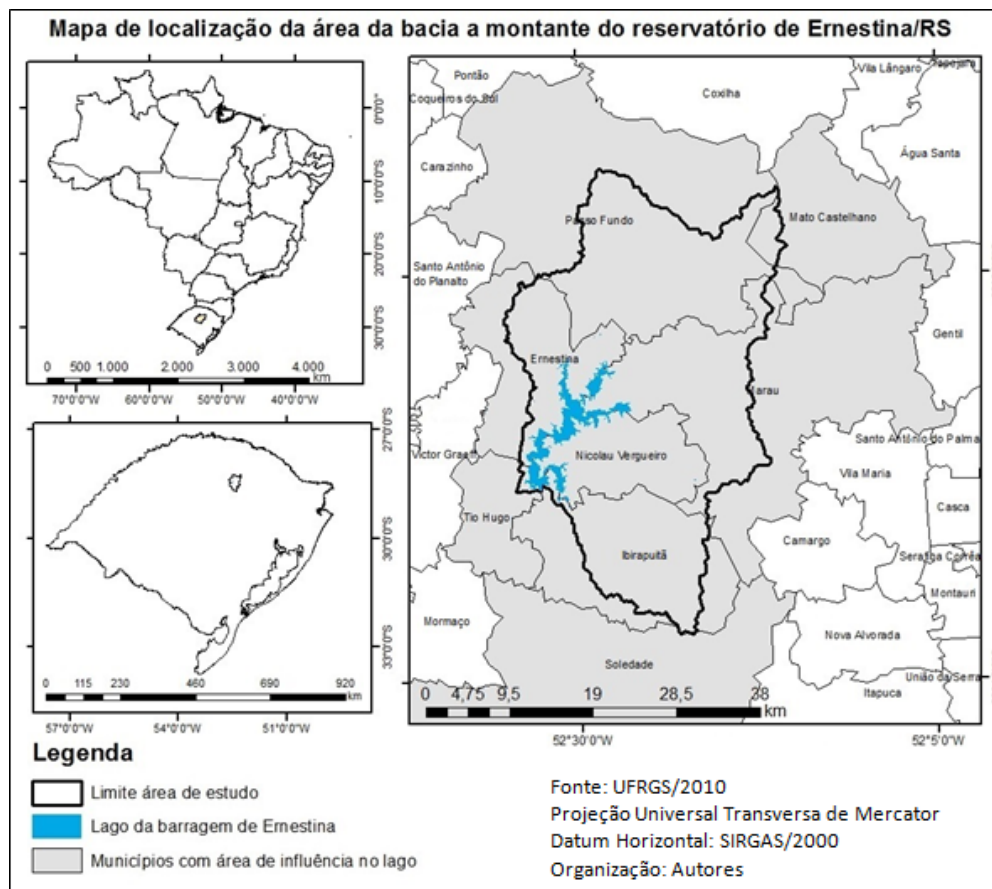 Mapa de localização da área da bacia a montante do reservatório de Ernestina/RS
0°0'0"
10°0'0"S
20°0'0"S
30°0'0"S
0 500 1.000 2.000 3.000 4.000
km
70°0'0"W 60°0'0"W 50°0'0"W 40°0'0"W
27°0'0"S
30°0'0"S
33°0'0"S
0 115 230 460 690 920
km
57°0'0"W 54°0'0"W 51°0'0"W
Pontão
Vila Lângaro
Coqueiros do Sol
Coxilha
Carazinho
Água Santa
Passo Fundo
Mato Castelhano
Santo Antônio
do Planalto
Gentil
Ernestina
Marau
Santo Antônio do Palma
Victor Graeff
Nicolau Vergueiro
Vila Maria
Casca
Tio Hugo
Camargo
Ibirapuitã
Serafina Corrêa
Montauri
Mormaço
Nova Alvorada
Soledade
União da Serra
Itapuca
0 4,75 9,5 19 28,5 38
km
52°30'0"W 52°5'0"W
Legenda
Limite área de estudo
Lago da barragem de Ernestina
Municípios com área de influência no lago
Fonte: UFRGS/2010
Projeção Universal Transversa de Mercator
Datum Horizontal: SIRGAS/2000
Organização: Autores